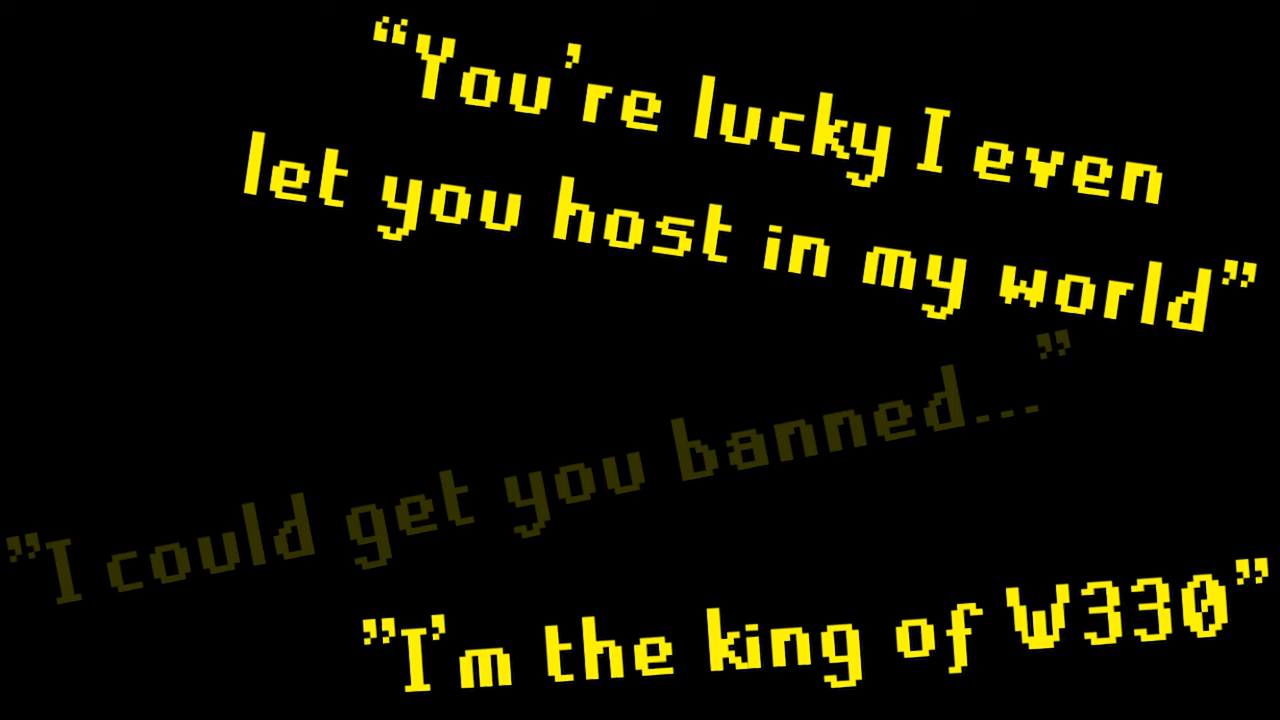 “You’re lucky I even
let you host in my world”
”I could get you banned...”
”I’m the king of W330”